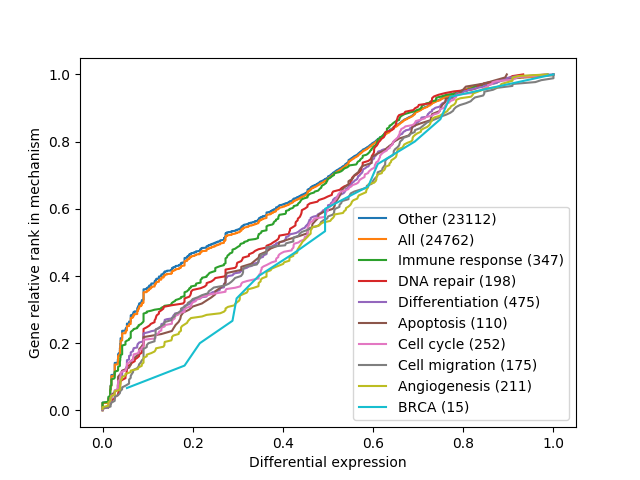 1.0
0.8
0.6
0.4
0.2
0.0
Gene relative rank in mechanism
Other (23112)
All (24762)
Immune response (347)
DNA repair (198)
Differentiation (475)
Apoptosis (110)
Cell cycle (252)
Cell migration (175)
Angiogenesis (211)
BRCA (15)
0.0 0.2 0.4 0.6 0.8 1.0
Differential expression